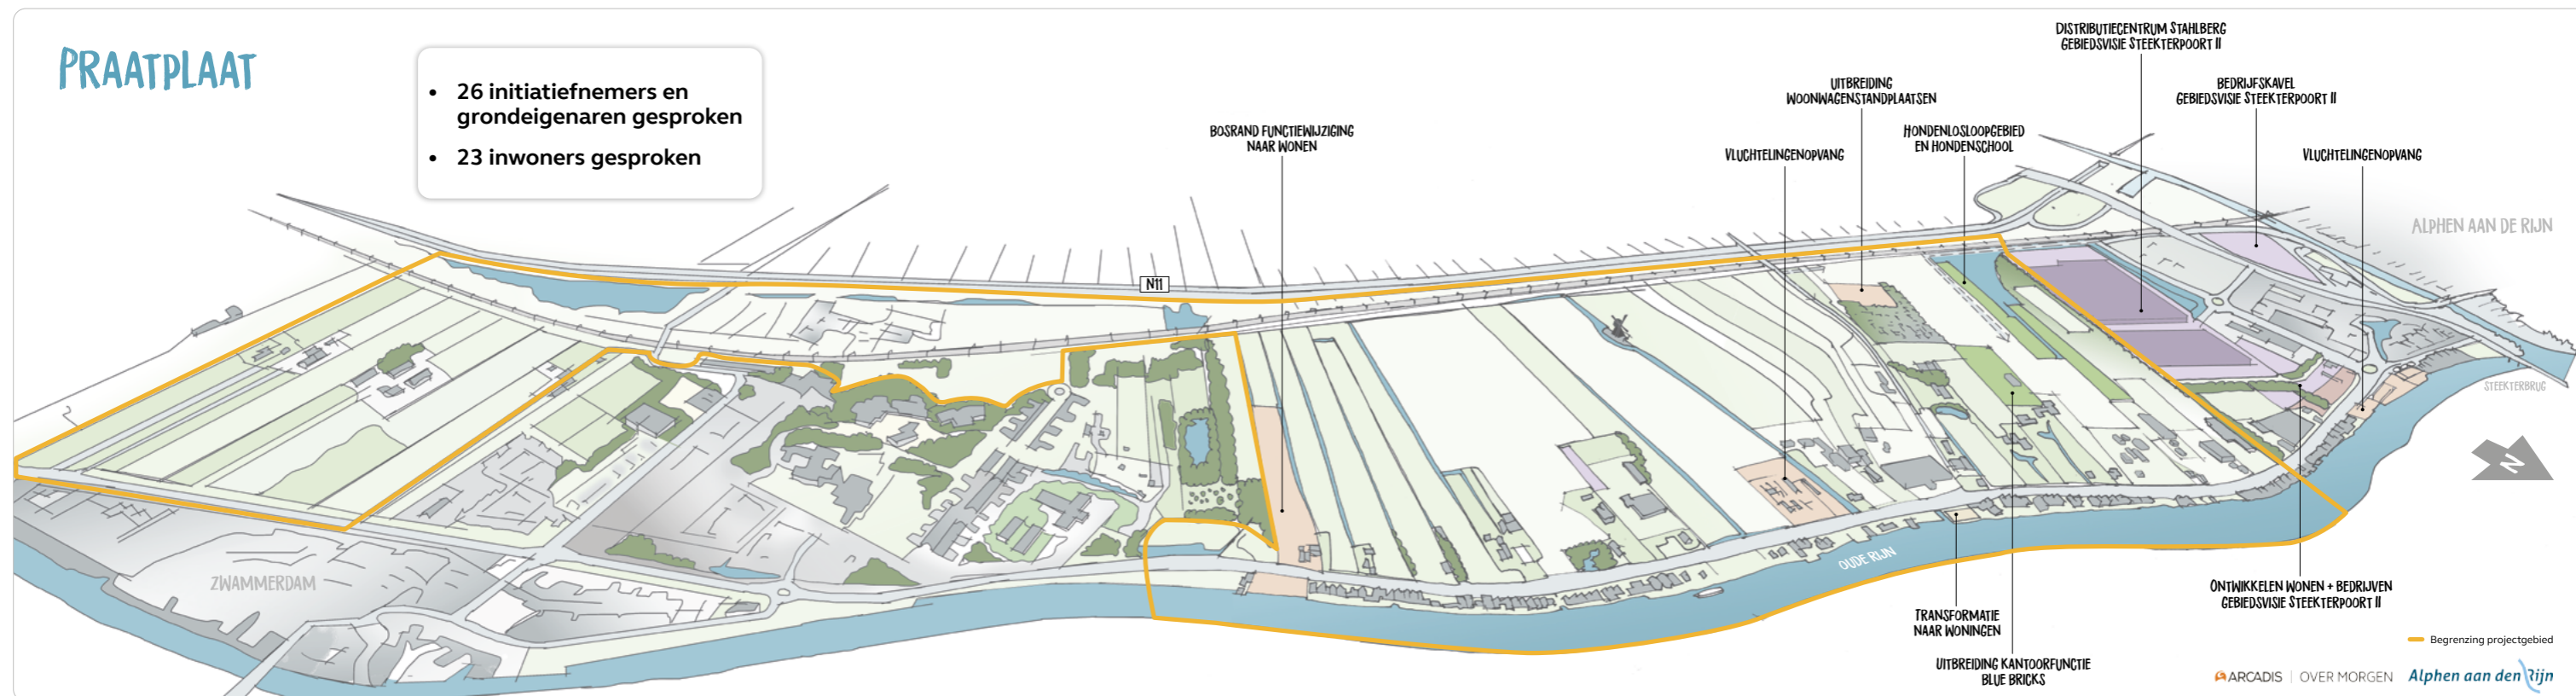 PRAATPLAAT
• 26 initiatiefnemers en
grondeigenaren gesproken
• 23 inwoners gesproken
DISTRIBUTIECENTRUM STAHLBERG
GEBIEDSVISIE STEEKTERPOORT II
UITBREIDING
WOONWAGENSTANDPLAATSEN
BEDRIJFSKAVEL
GEBIEDSVISIE STEEKTERPOORT II
BOSRAND FUNCTIEWIJZIGING
NAAR WONEN
HONDENLOSLOOPGEBIED
EN HONDENSCHOOL
VLUCHTELINGENOPVANG
VLUCHTELINGENOPVANG
ALPHEN AAN DE RIJN
N11
STEEKTERBRUG
N
OUDE RIJN
ZWAMMERDAM
ONTWIKKELEN WONEN + BEDRIJVEN
GEBIEDSVISIE STEEKTERPOORT II
TRANSFORMATIE
NAAR WONINGEN
UITBREIDING KANTOORFUNCTIE
BLUE BRICKS
Begrenzing projectgebied
ARCADIS | OVER MORGEN
Alphen aan den Rijn